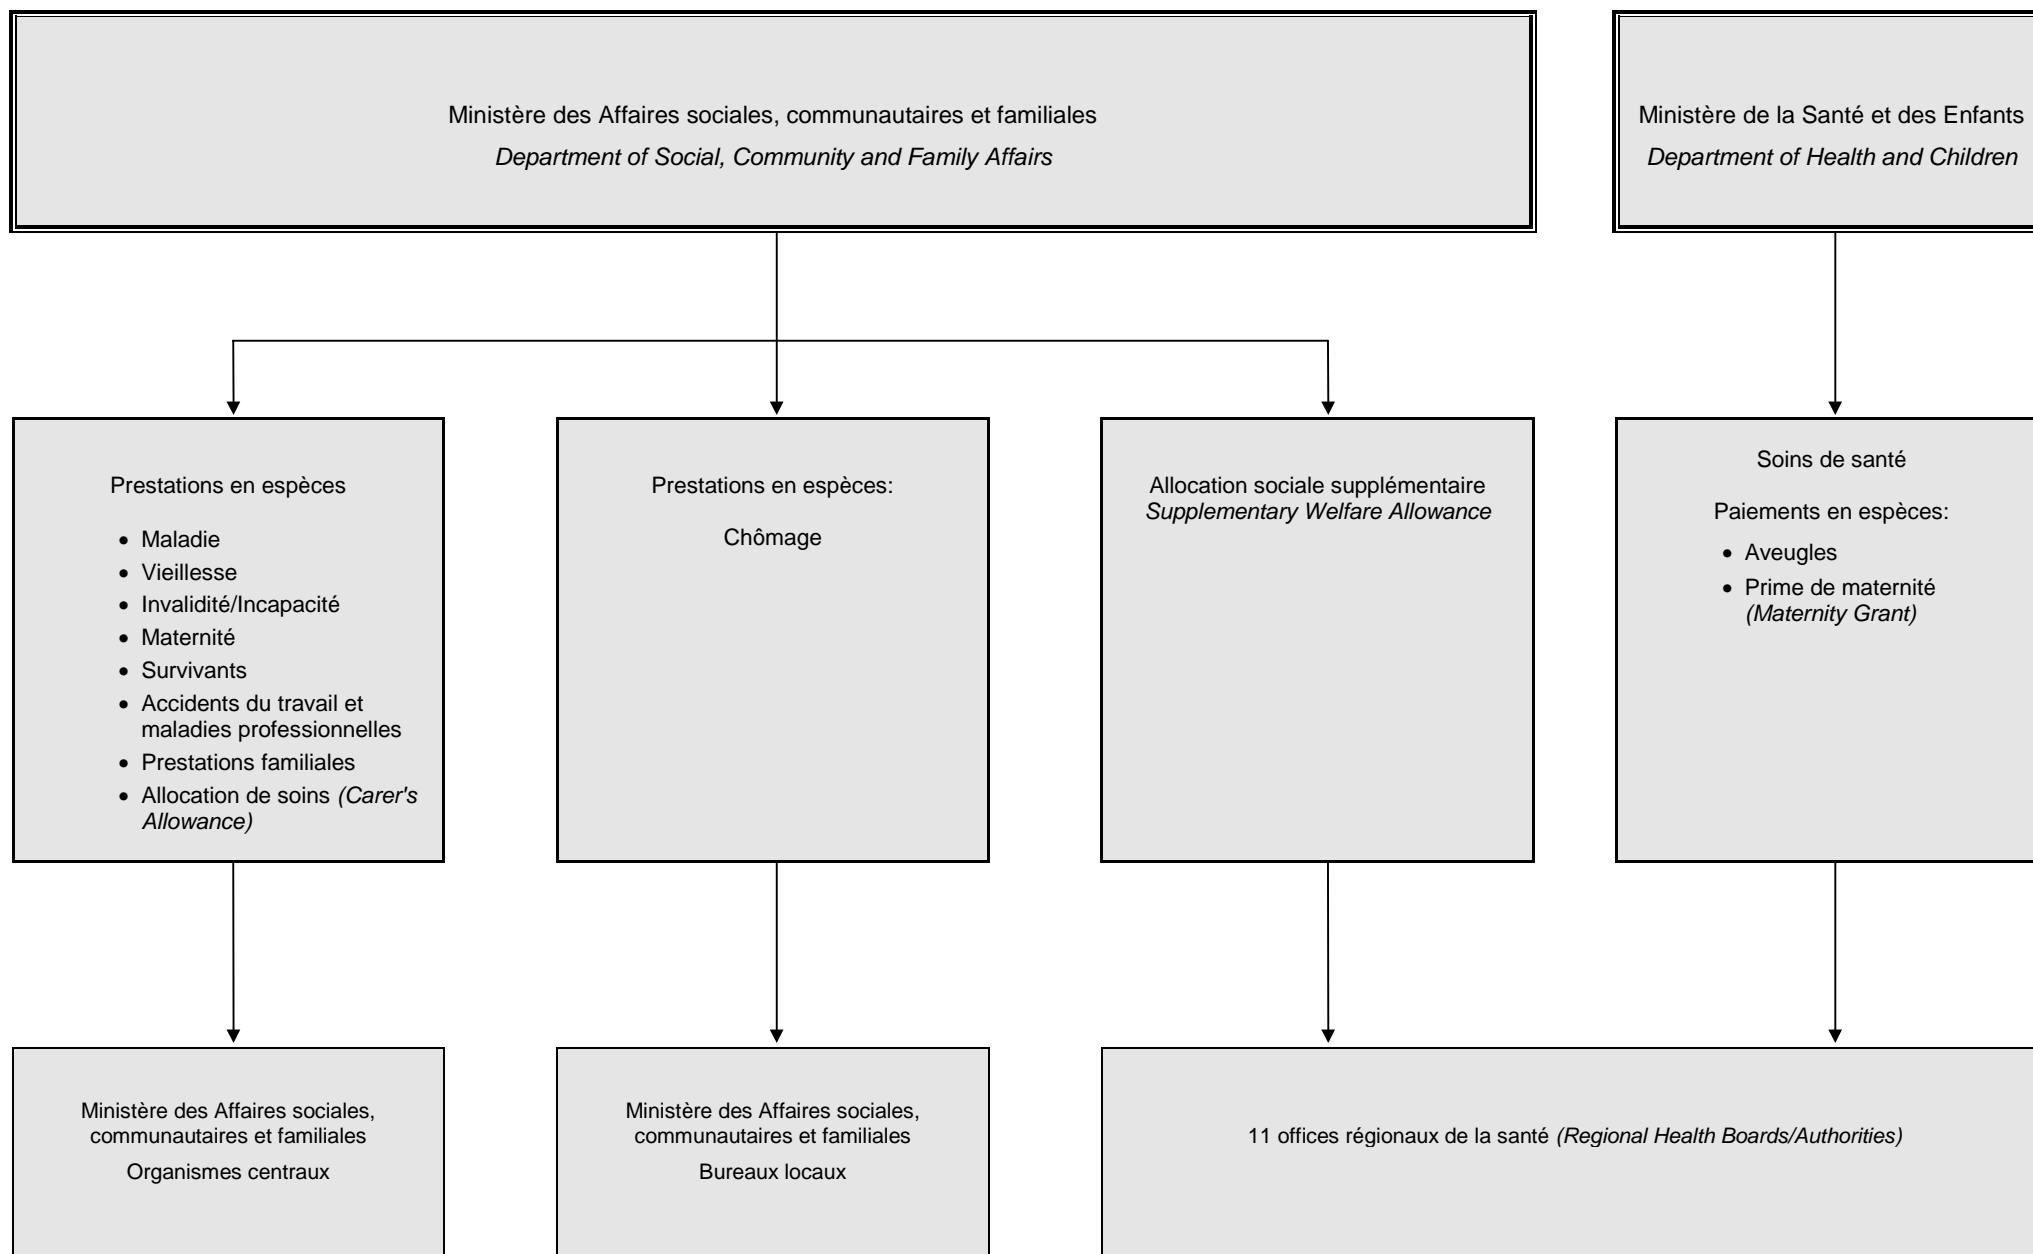 Ministère des Affaires sociales, communautaires et familiales
Department of Social, Community and Family Affairs
Ministère de la Santé et des Enfants
Department of Health and Children
Prestations en espèces
• Maladie
• Vieillesse
• Invalidité/Incapacité
• Maternité
• Survivants
• Accidents du travail et
maladies professionnelles
• Prestations familiales
• Allocation de soins (Carer's
Allowance)
Prestations en espèces:
Chômage
Allocation sociale supplémentaire
Supplementary Welfare Allowance
Soins de santé
Paiements en espèces:
• Aveugles
• Prime de maternité
(Maternity Grant)
Ministère des Affaires sociales,
communautaires et familiales
Organismes centraux
Ministère des Affaires sociales,
communautaires et familiales
Bureaux locaux
11 offices régionaux de la santé (Regional Health Boards/Authorities)